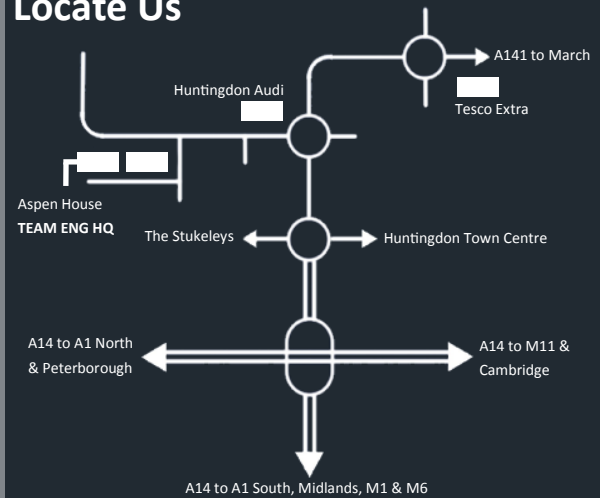 Locate Us
A141 to March
Huntingdon Audi
Tesco Extra
Aspen House
TEAM ENG HQ
The Stukeleys
Huntingdon Town Centre
A14 to A1 North
& Peterborough
A14 to M11 &
Cambridge
A14 to A1 South, Midlands, M1 & M6